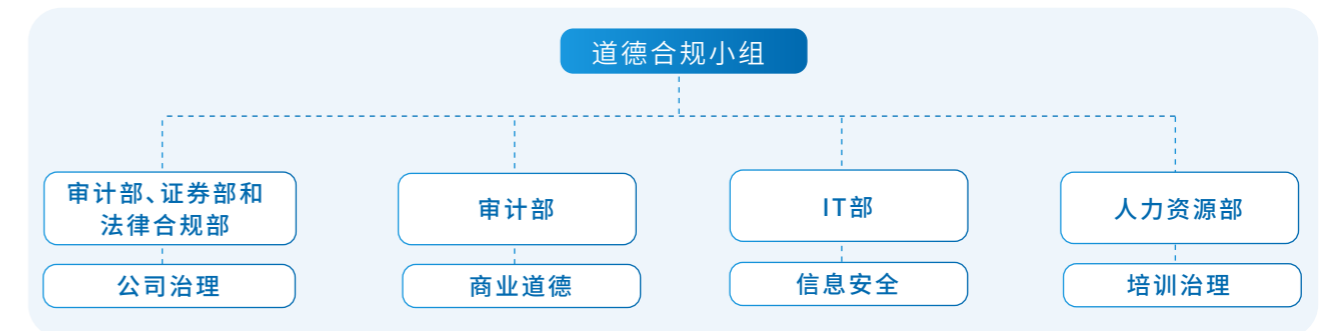 道德合规小组
审计部、证券部和
法律合规部
审计部
IT部
人力资源部
公司治理
商业道德
信息安全
培训治理